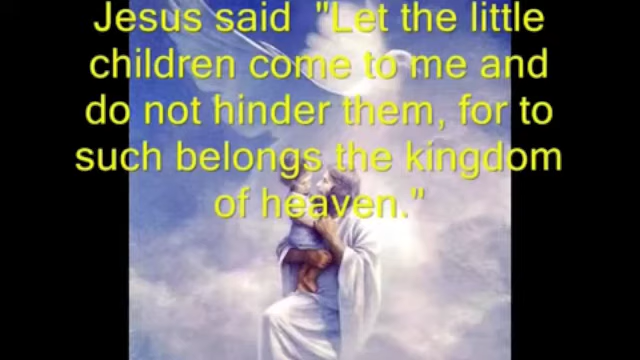 Jesus said  "Let the little
children come to me and
do not hinder them, for to
such belongs the kingdom
of heaven."